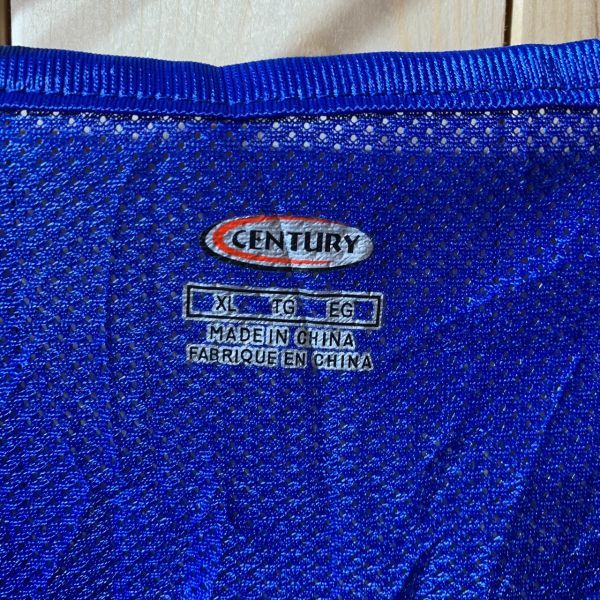 CENTURY
XL TG EG
MADE IN CHINA
FABRIQUE EN CHINA